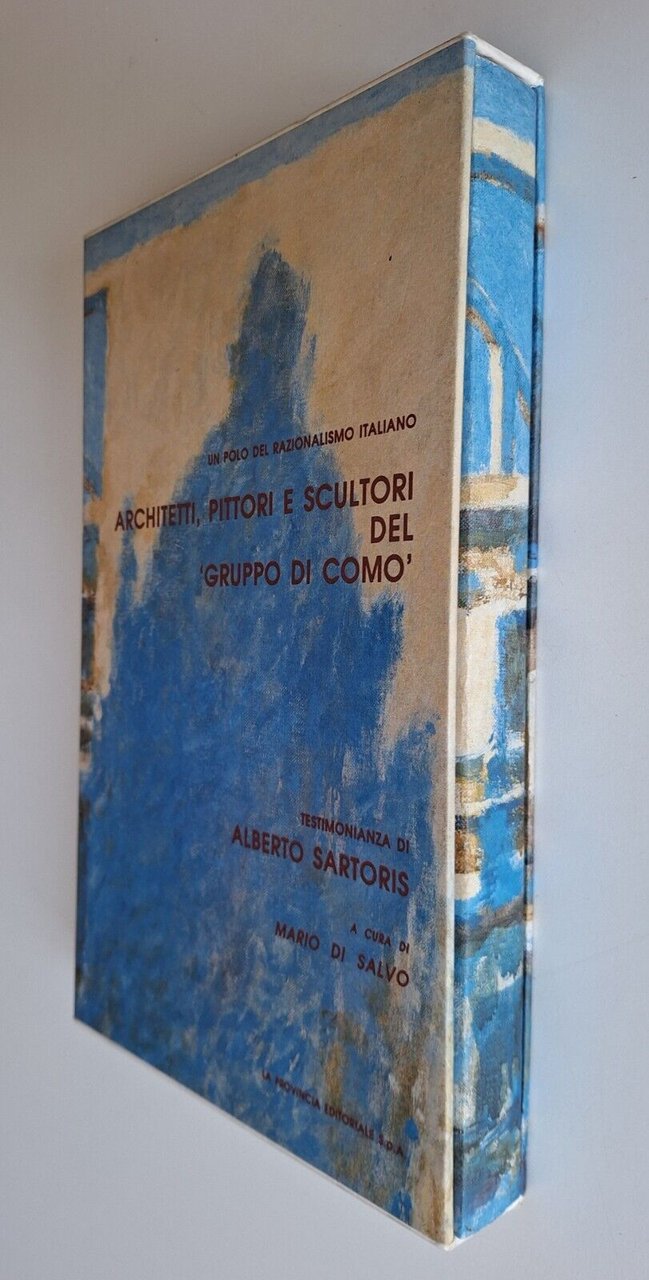 UN POLO DEL RAZIONALISMO ITALIANO
ARCHITETTI, PITTORI E SCULTORI
DEL
'GRUPPO DI COMO'
TESTIMONIANZA DI
ALBERTO SARTORIS
A CURA DI
MARIO DI SALVO
LA PROVINCIA EDITORIALE S.P.A.